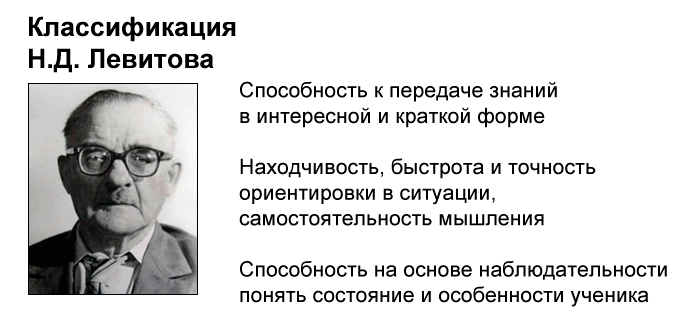 Классификация
Н.Д. Левитова
Способность к передаче знаний
в интересной и краткой форме
Находчивость, быстрота и точность
ориентировки в ситуации,
самостоятельность мышления
Способность на основе наблюдательности
понять состояние и особенности ученика